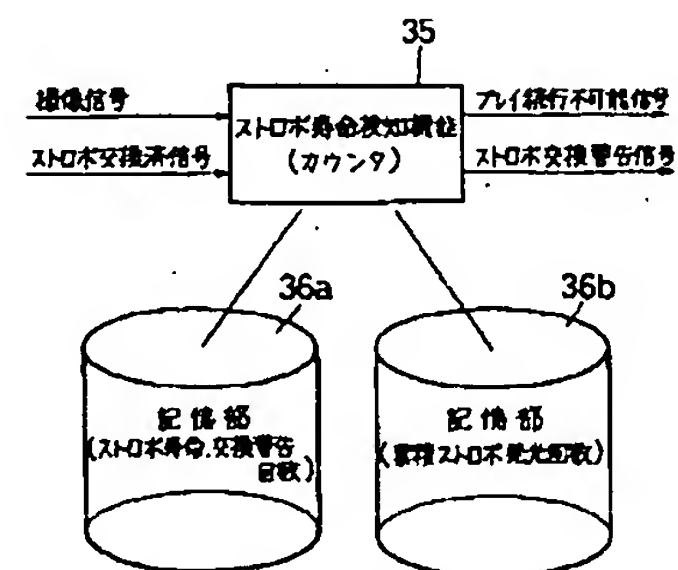 35
撮像信号
プレイ続行不可能信号
ストロボ寿命検知機能
(カウンタ)
ストロボ交換済信号
ストロボ交換警告信号
36a
36b
記憶部
(ストロボ寿命、交換警告
回数)
記憶部
(累積ストロボ発光回数)